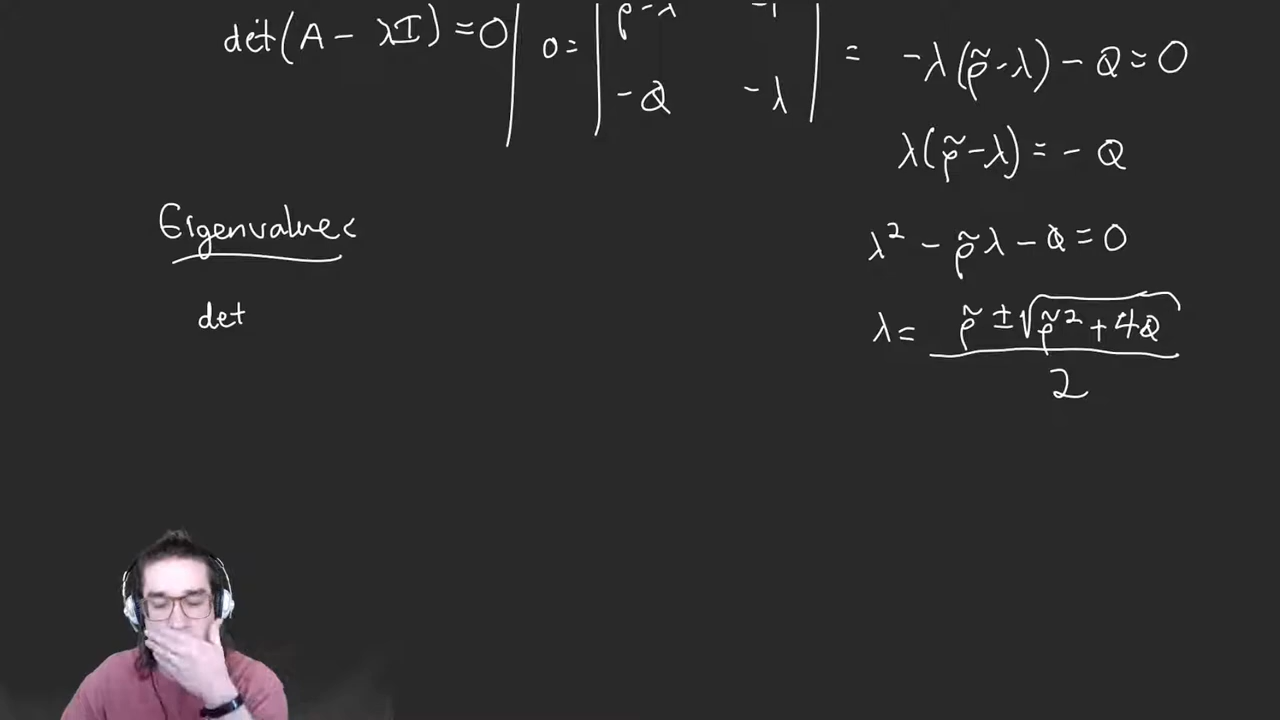 det(A - λI) = 0 | 0 = | ρ̃-λ -1 |
| -Q -λ | = -λ(ρ̃-λ) - Q = 0
λ(ρ̃-λ) = - Q
λ² - ρ̃λ - Q = 0
λ = (ρ̃ ± √(ρ̃² + 4Q)) / 2
Eigenvalues
det